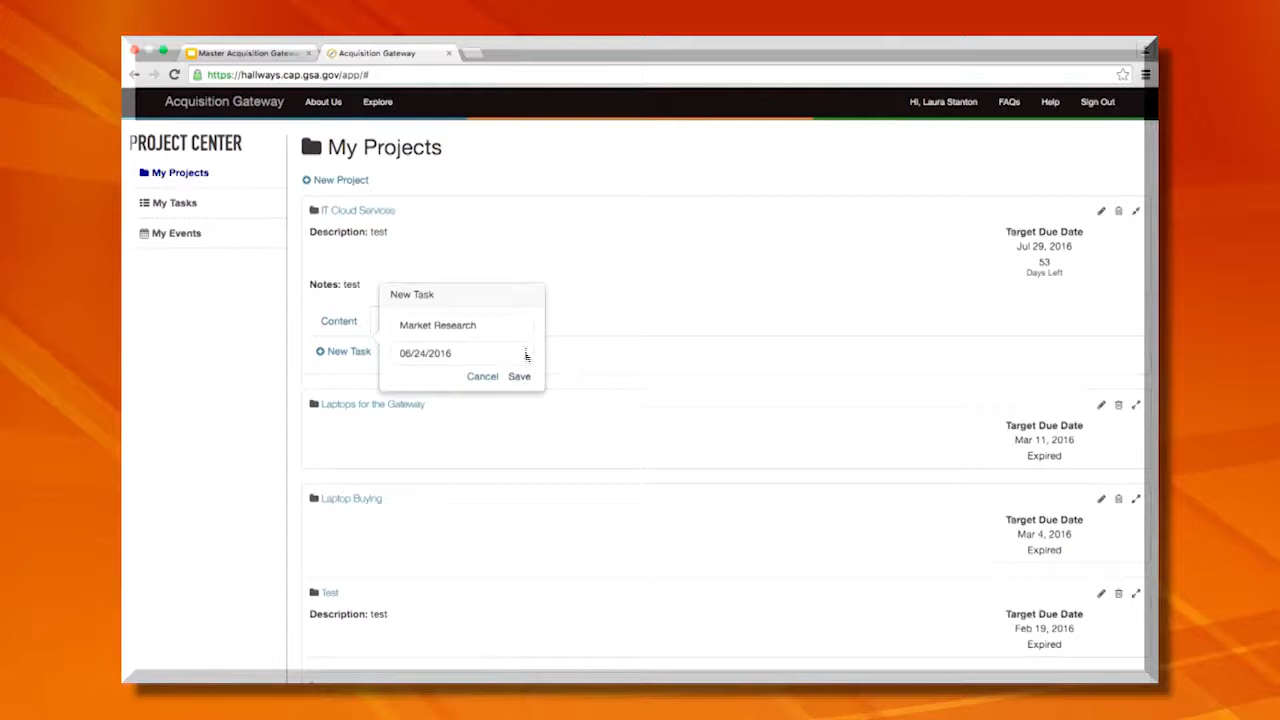 Master Acquisition Gatew
Acquisition Gateway
https://hallways.cap.gsa.gov/app/#
Acquisition Gateway About Us Explore Hi, Laura Stanton FAQs Help Sign Out
PROJECT CENTER
My Projects
My Tasks
My Events
My Projects
New Project
IT Cloud Services
Description: test
Target Due Date
Jul 29, 2016
53
Days Left
Notes: test
Content
New Task
New Task
Market Research
06/24/2016
Cancel Save
Laptops for the Gateway
Target Due Date
Mar 11, 2016
Expired
Laptop Buying
Target Due Date
Mar 4, 2016
Expired
Test
Description: test
Target Due Date
Feb 19, 2016
Expired